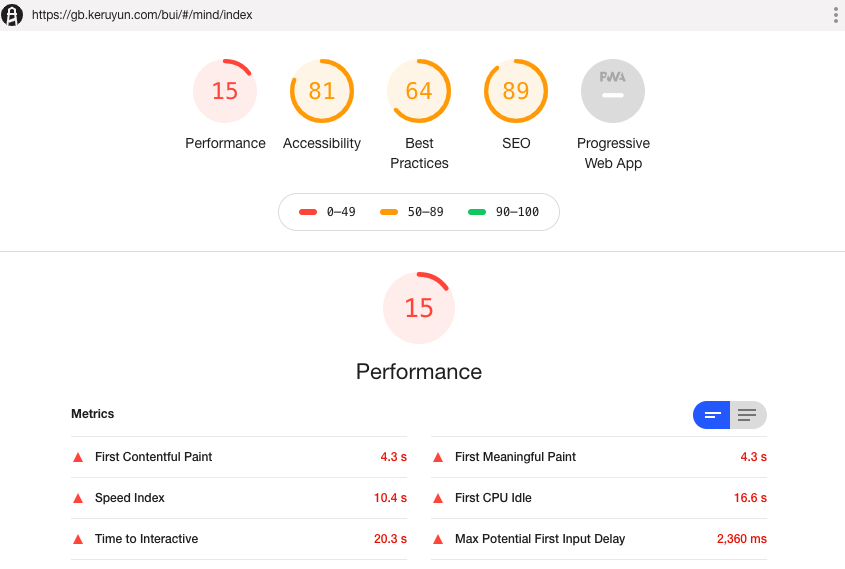 https://gb.keruyun.com/bui/#/mind/index
15 81 64 89 PWA
Performance Accessibility Best Practices SEO Progressive Web App
0–49 50–89 90–100
15
Performance
Metrics
First Contentful Paint 4.3 s
First Meaningful Paint 4.3 s
Speed Index 10.4 s
First CPU Idle 16.6 s
Time to Interactive 20.3 s
Max Potential First Input Delay 2,360 ms